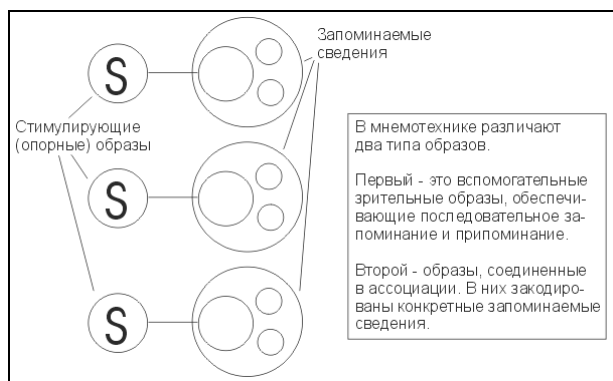 Запоминаемые
сведения
S
Стимулирующие
(опорные) образы
S
S
В мнемотехнике различают
два типа образов.
Первый - это вспомогательные
зрительные образы, обеспечи-
вающие последовательное за-
поминание и припоминание.
Второй - образы, соединенные
в ассоциации. В них закодиро-
ваны конкретные запоминаемые
сведения.